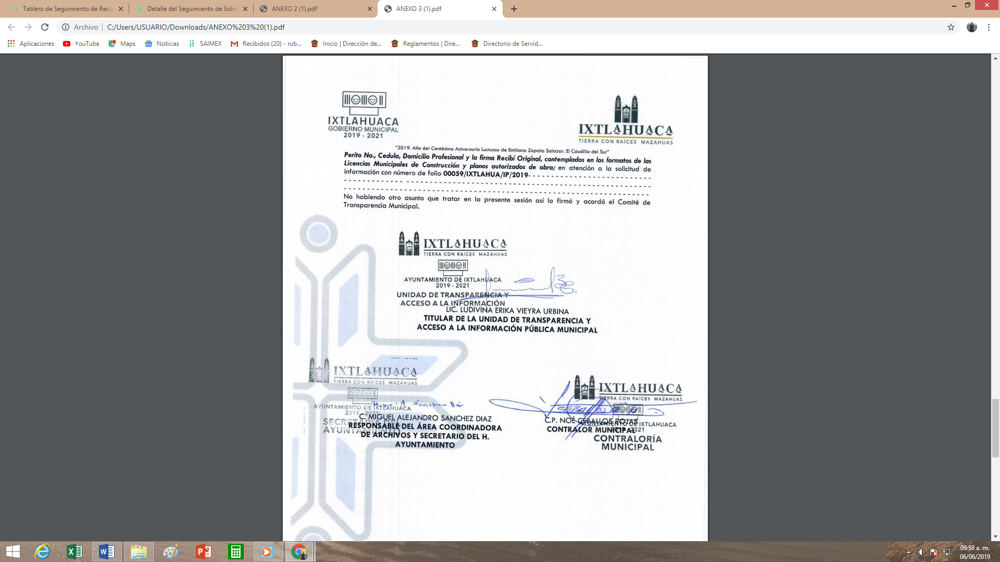 Tablero de Seguimiento de Recu
Detalle del Seguimiento de Solic
ANEXO 2 (1).pdf
ANEXO 3 (1).pdf
Archivo
C:/Users/USUARIO/Downloads/ANEXO%203%20(1).pdf
Aplicaciones
YouTube
Maps
Noticias
SAIMEX
Recibidos (20) - rub...
Inicio | Dirección de...
Reglamentos | Dire...
Directorio de Servid...
IXTLAHUACA
GOBIERNO MUNICIPAL
2019 - 2021
IXTLAHUACA
TIERRA CON RAÍCES MAZAHUAS
"2019. Año del Centésimo Aniversario Luctuoso de Emiliano Zapata Salazar. El Caudillo del Sur"
Perito No., Cedula, Domicilio Profesional y la firma Recibí Original, contemplados en los formatos de las
Licencias Municipales de Construcción y planos autorizados de obra; en atención a la solicitud de
información con número de folio 00059/IXTLAHUA/IP/2019- - - - - - - - - - - - - - - - - - - - - - - - - - - - -
No habiendo otro asunto que tratar en la presente sesión así lo firmó y acordó el Comité de
Transparencia Municipal.
IXTLAHUACA
TIERRA CON RAÍCES MAZAHUAS
AYUNTAMIENTO DE IXTLAHUACA
2019 - 2021
UNIDAD DE TRANSPARENCIA Y
ACCESO A LA INFORMACIÓN
LIC. LUDIVINA ERIKA VIEYRA URBINA
TITULAR DE LA UNIDAD DE TRANSPARENCIA Y
ACCESO A LA INFORMACIÓN PÚBLICA MUNICIPAL
IXTLAHUACA
TIERRA CON RAÍCES MAZAHUAS
AYUNTAMIENTO DE IXTLAHUACA
2019 - 2021
SECRETARIA DEL
AYUNTAMIENTO
C. MIGUEL ALEJANDRO SANCHEZ DIAZ
RESPONSABLE DEL ÁREA COORDINADORA
DE ARCHIVOS Y SECRETARIO DEL H.
AYUNTAMIENTO
IXTLAHUACA
TIERRA CON RAÍCES MAZAHUAS
AYUNTAMIENTO DE IXTLAHUACA
2019 - 2021
CONTRALORÍA
MUNICIPAL
C.P. NOÉ CEBALLOS ROJAS
CONTRALOR MUNICIPAL
09:58 a. m.
06/06/2019